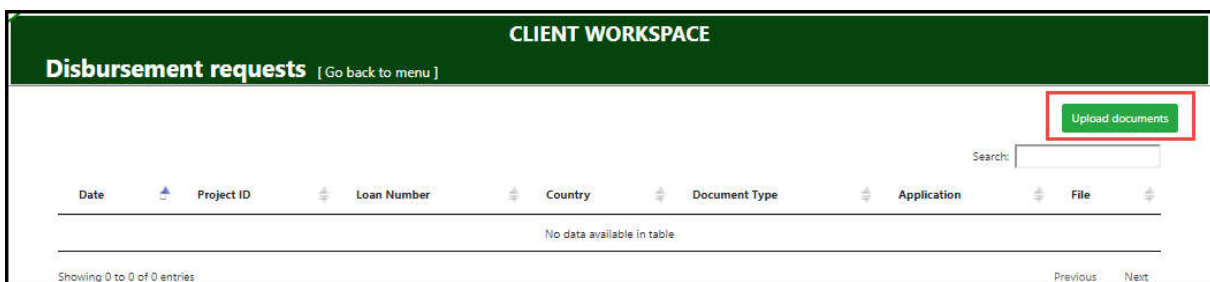 CLIENT WORKSPACE
Disbursement requests [ Go back to menu ]
Upload documents
Search:
Date Project ID Loan Number Country Document Type Application File
No data available in table
Showing 0 to 0 of 0 entries
Previous Next